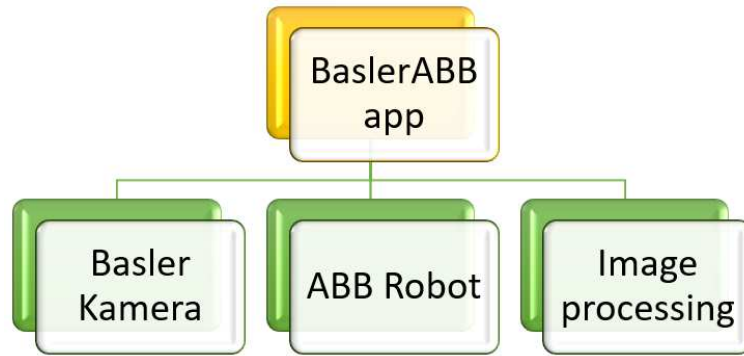 BaslerABB
app
Basler
Kamera
ABB Robot
Image
processing